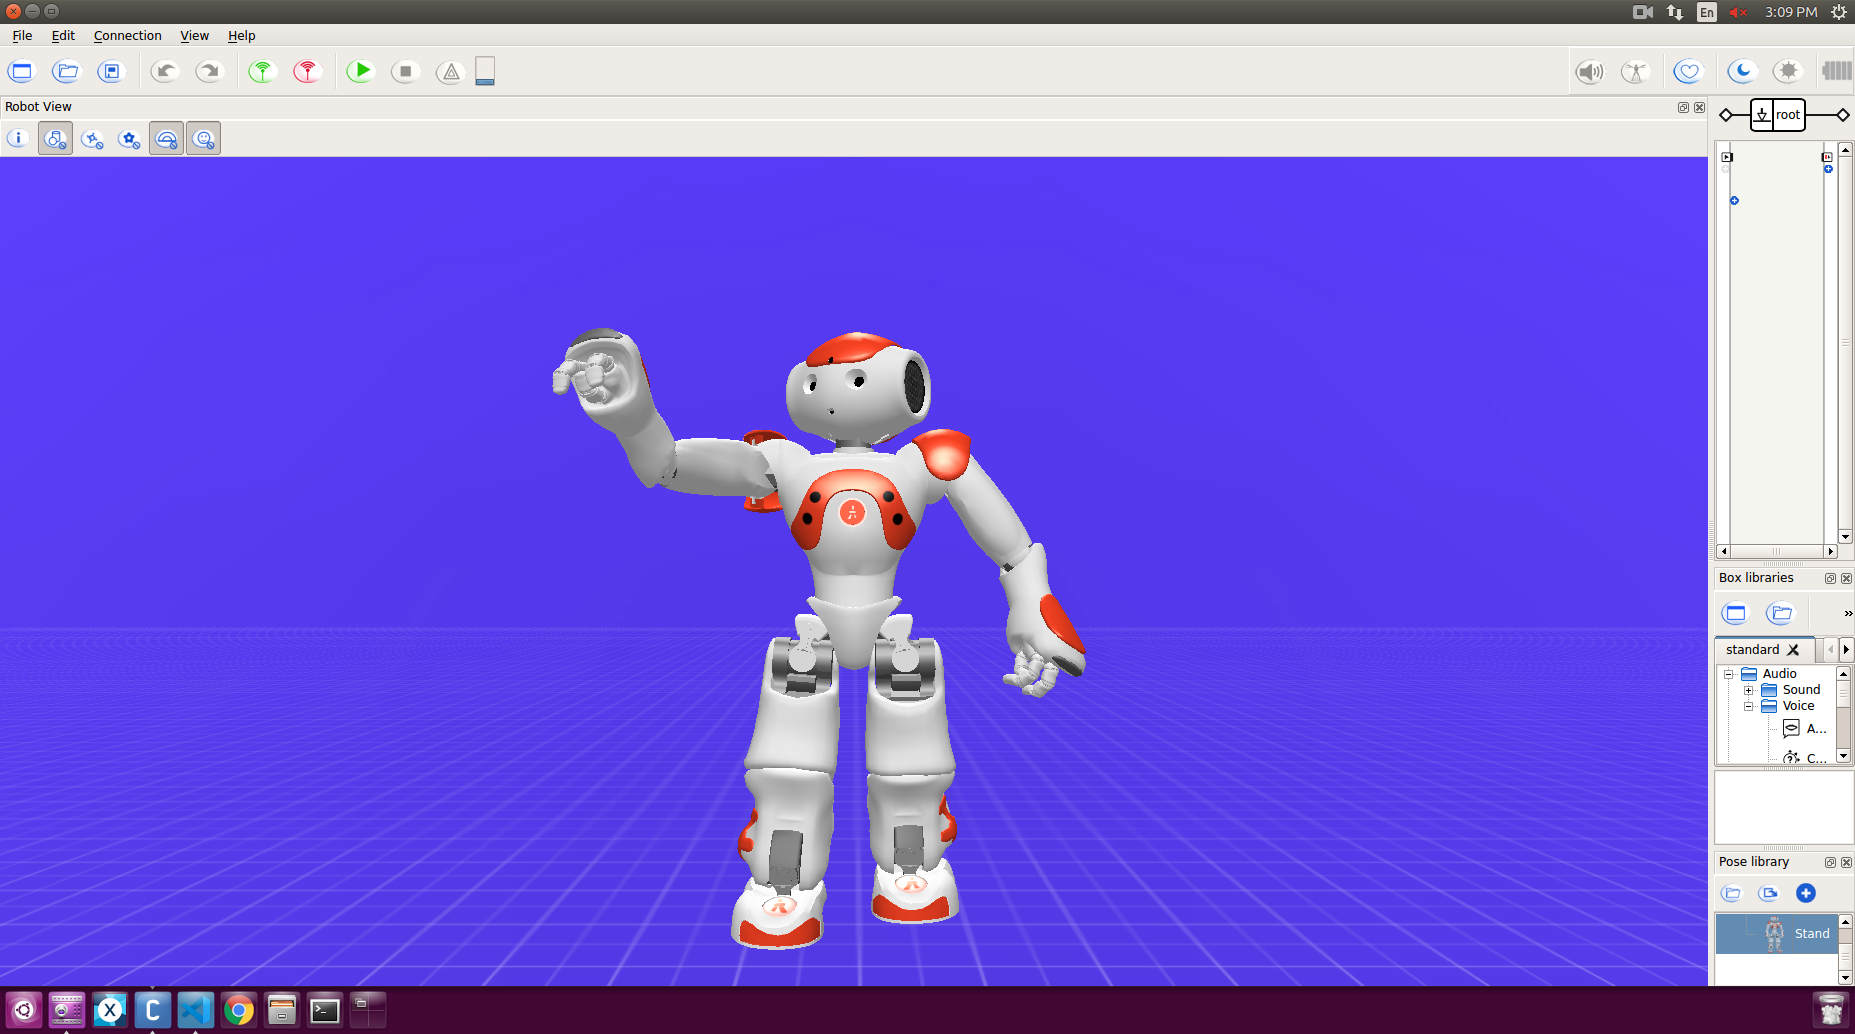 En 3:09 PM
File Edit Connection View Help
Robot View
root
Box libraries
»
standard
Audio
Sound
Voice
A...
C...
Pose library
Stand
X
C